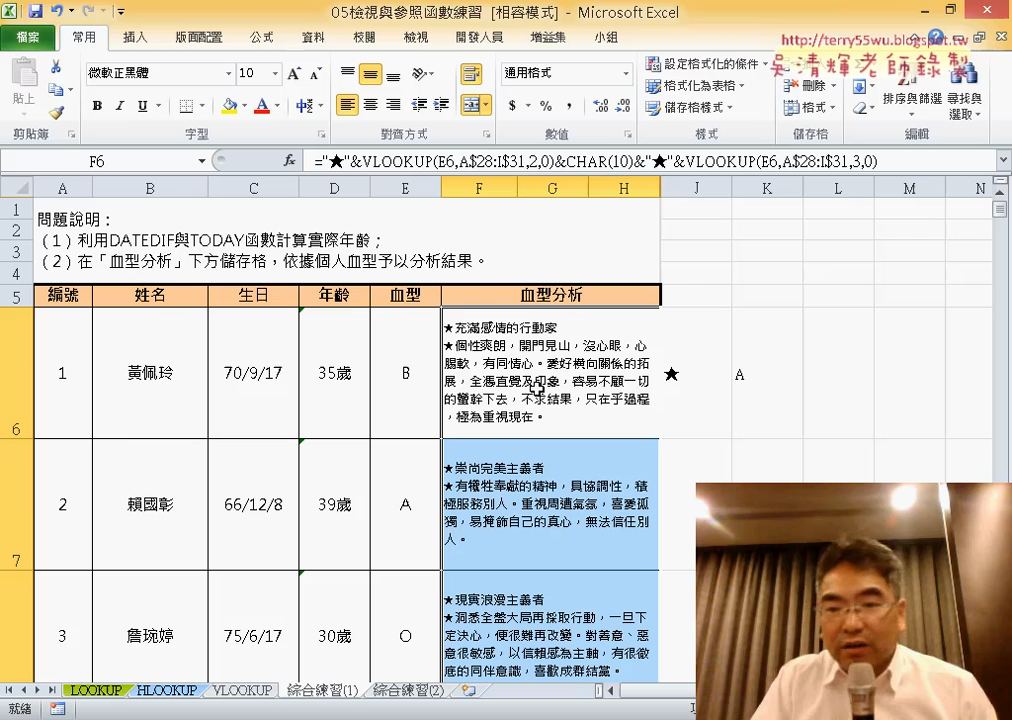 05檢視與參照函數練習 [相容模式] - Microsoft Excel
檔案 常用 插入 版面配置 公式 資料 校閱 檢視 開發人員 增益集 小組
http://terry55wu.blogspot.tw
吳清輝老師錄製
貼上
微軟正黑體 10
B I U
通用格式
$ % ,
設定格式化的條件
格式化為表格
儲存格樣式
刪除
格式
排序與篩選 尋找與選取
剪貼簿 字型 對齊方式 數值 樣式 儲存格 編輯
F6 fx ="★"&VLOOKUP(E6,A$28:I$31,2,0)&CHAR(10)&"★"&VLOOKUP(E6,A$28:I$31,3,0)
A B C D E F G H J K L M N
1
2
3
4
5
6
7
問題說明：
（1）利用DATEDIF與TODAY函數計算實際年齡；
（2）在「血型分析」下方儲存格，依據個人血型予以分析結果。
編號 姓名 生日 年齡 血型 血型分析
1 黃佩玲 70/9/17 35歲 B
★充滿感情的行動家
★個性爽朗，開門見山，沒心眼，心
腸軟，有同情心。愛好橫向關係的拓
展，全憑直覺及印象，容易不顧一切
的蠻幹下去，不求結果，只在乎過程
，極為重視現在。
★ A
2 賴國彰 66/12/8 39歲 A
★崇尚完美主義者
★有犧牲奉獻的精神，具協調性，積
極服務別人。重視周遭氣氛，喜愛孤
獨，易掩飾自己的真心，無法信任別
人。
3 詹琬婷 75/6/17 30歲 O
★現實浪漫主義者
★洞悉全盤大局再採取行動，一旦下
定決心，便很難再改變。對善意、惡
意很敏感，以信賴感為主軸，有很徹
底的同伴意識，喜歡成群結黨。
LOOKUP HLOOKUP VLOOKUP 綜合練習(1) 綜合練習(2)
就緒